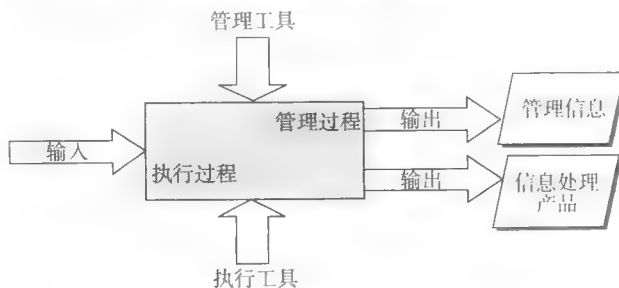 管理工具
管理过程
输出
管理信息
输入
执行过程
输出
信息处理
产品
执行工具